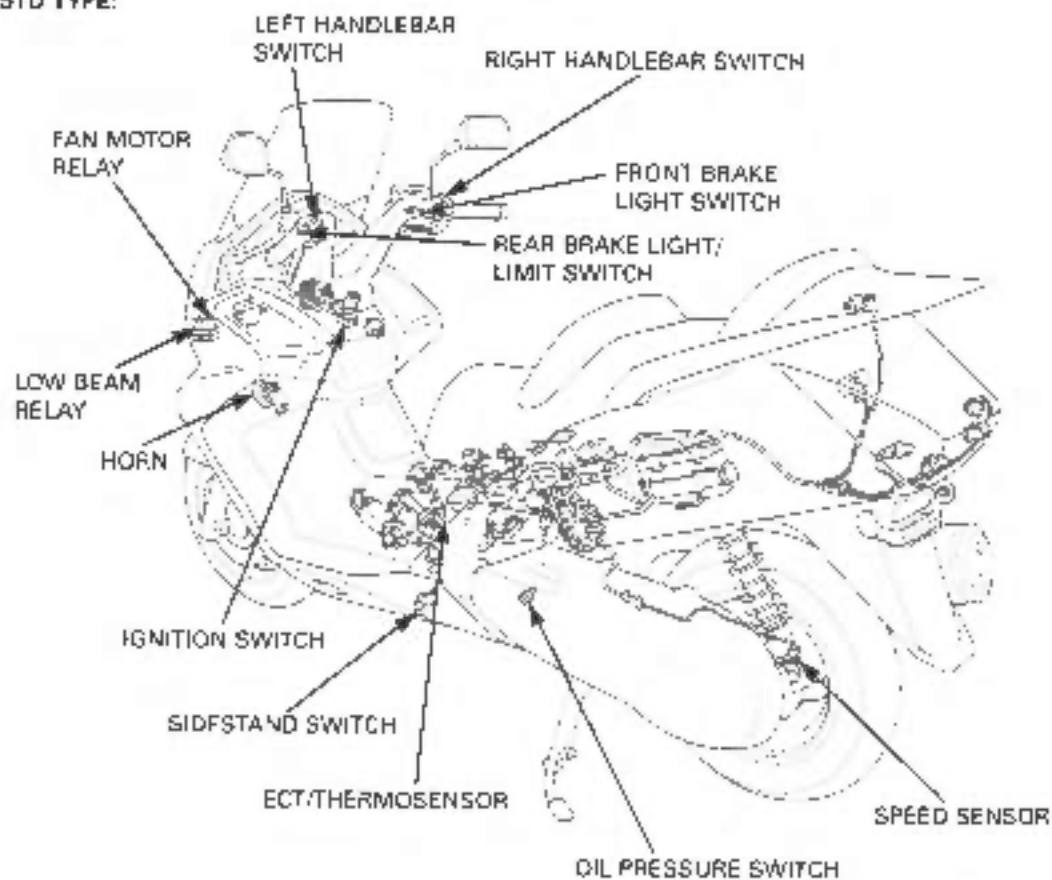 STD TYPE:
LEFT HANDLEBAR
SWITCH
RIGHT HANDLEBAR SWITCH
FAN MOTOR
RELAY
FRONT BRAKE
LIGHT SWITCH
REAR BRAKE LIGHT/
LIMIT SWITCH
LOW BEAM
RELAY
HORN
IGNITION SWITCH
SIDESTAND SWITCH
ECT/THERMOSENSOR
SPEED SENSOR
OIL PRESSURE SWITCH